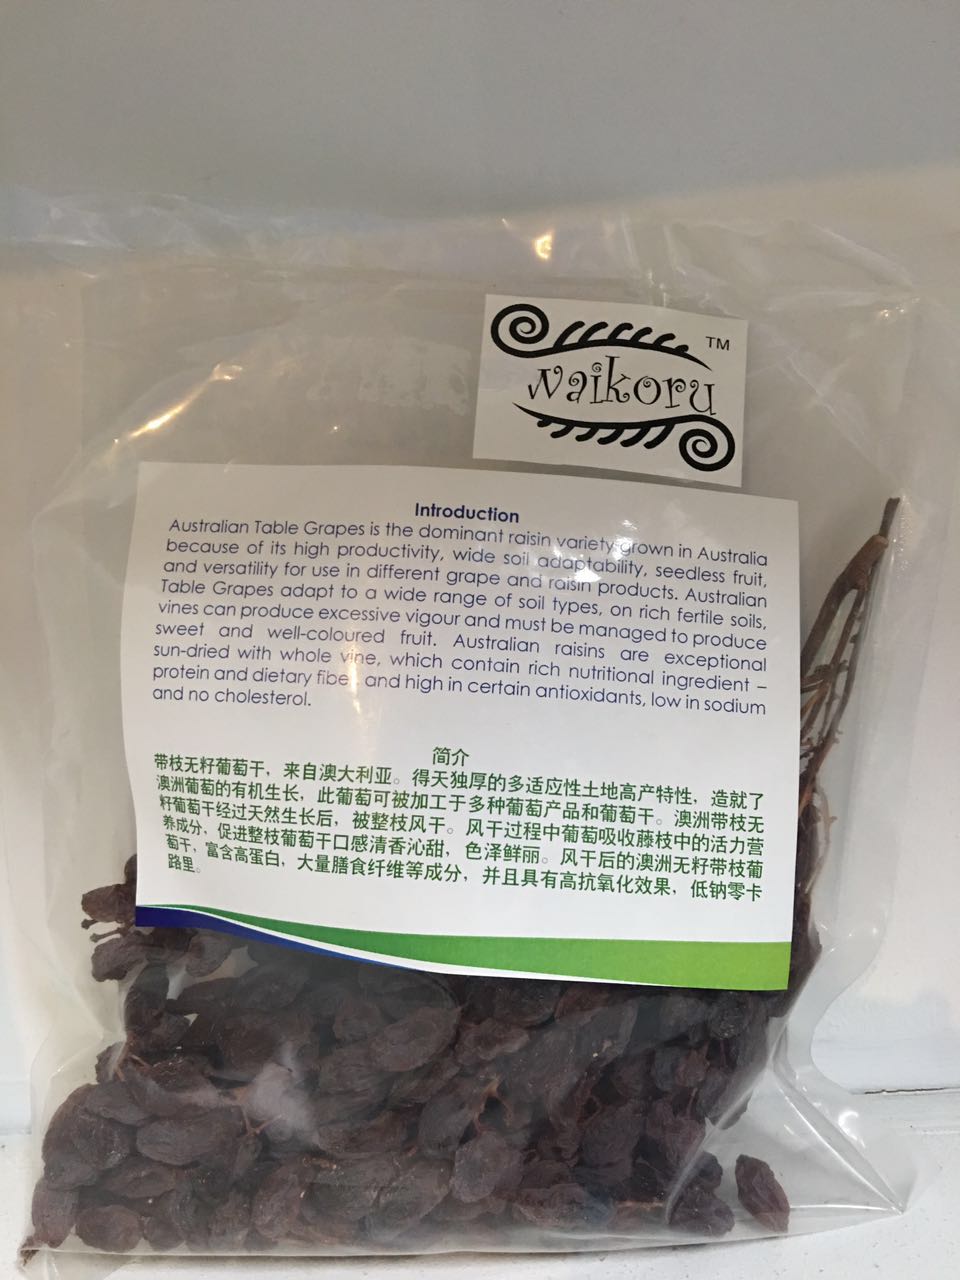 TM
waikoru
Introduction
Australian Table Grapes is the dominant raisin variety grown in Australia
because of its high productivity, wide soil adaptability, seedless fruit,
and versatility for use in different grape and raisin products. Australian
Table Grapes adapt to a wide range of soil types, on rich fertile soils,
vines can produce excessive vigour and must be managed to produce
sweet and well-coloured fruit. Australian raisins are exceptional
sun-dried with whole vine, which contain rich nutritional ingredient –
protein and dietary fiber, and high in certain antioxidants, low in sodium
and no cholesterol.
简介
带枝无籽葡萄干，来自澳大利亚。得天独厚的多适应性土地高产特性，造就了
澳洲葡萄的有机生长，此葡萄可被加工于多种葡萄产品和葡萄干。澳洲带枝无
籽葡萄干经过天然生长后，被整枝风干。风干过程中葡萄吸收藤枝中的活力营
养成分，促进整枝葡萄干口感清香沁甜，色泽鲜丽。风干后的澳洲无籽带枝葡
萄干，富含高蛋白，大量膳食纤维等成分，并且具有高抗氧化效果，低钠零卡
路里。